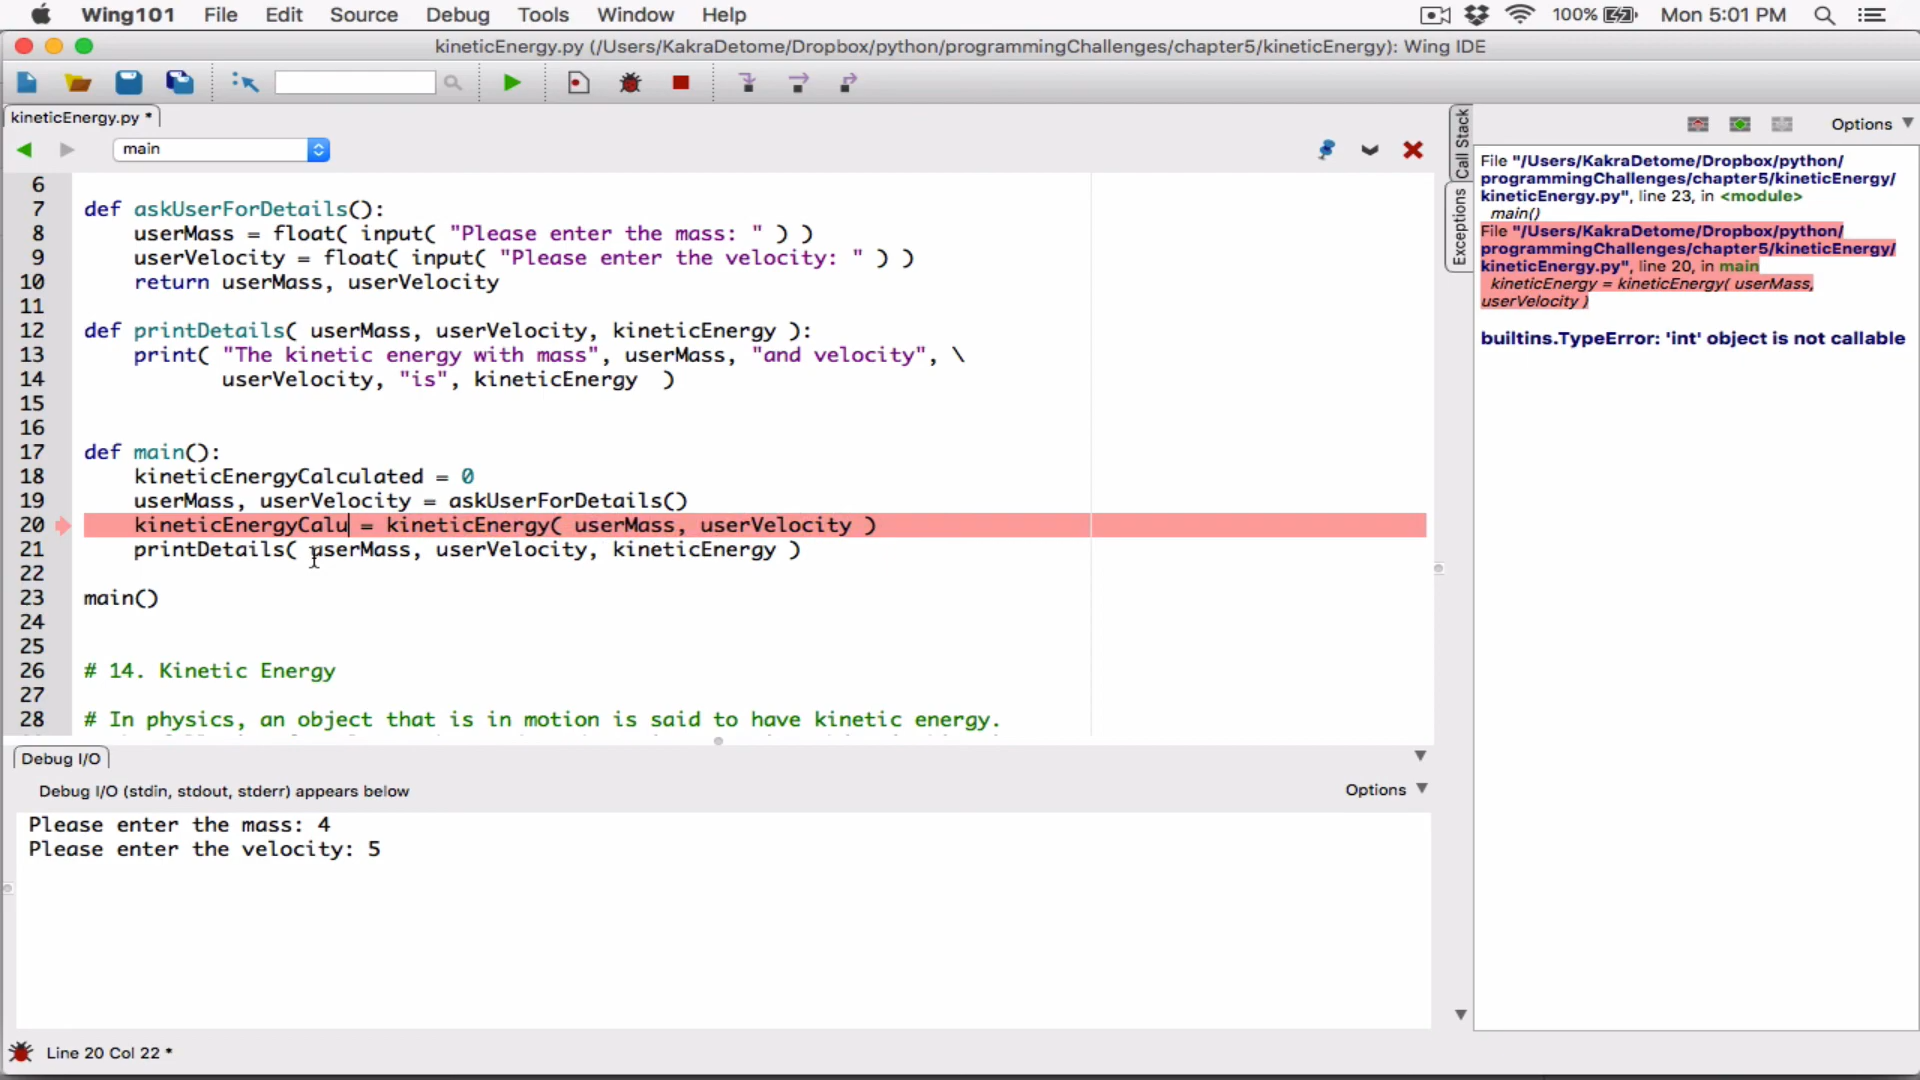 Wing101 File Edit Source Debug Tools Window Help 100% Mon 5:01 PM
kineticEnergy.py (/Users/KakraDetome/Dropbox/python/programmingChallenges/chapter5/kineticEnergy): Wing IDE
kineticEnergy.py *
main
6
7 def askUserForDetails():
8 userMass = float( input( "Please enter the mass: " ) )
9 userVelocity = float( input( "Please enter the velocity: " ) )
10 return userMass, userVelocity
11
12 def printDetails( userMass, userVelocity, kineticEnergy ):
13 print( "The kinetic energy with mass", userMass, "and velocity", \
14 userVelocity, "is", kineticEnergy )
15
16
17 def main():
18 kineticEnergyCalculated = 0
19 userMass, userVelocity = askUserForDetails()
20 kineticEnergyCalu = kineticEnergy( userMass, userVelocity )
21 printDetails( userMass, userVelocity, kineticEnergy )
22
23 main()
24
25
26 # 14. Kinetic Energy
27
28 # In physics, an object that is in motion is said to have kinetic energy.
Call Stack
Exceptions
Options
File "/Users/KakraDetome/Dropbox/python/
programmingChallenges/chapter5/kineticEnergy/
kineticEnergy.py", line 23, in <module>
main()
File "/Users/KakraDetome/Dropbox/python/
programmingChallenges/chapter5/kineticEnergy/
kineticEnergy.py", line 20, in main
kineticEnergy = kineticEnergy( userMass,
userVelocity )
builtins.TypeError: 'int' object is not callable
Debug I/O
Debug I/O (stdin, stdout, stderr) appears below
Options
Please enter the mass: 4
Please enter the velocity: 5
Line 20 Col 22 *